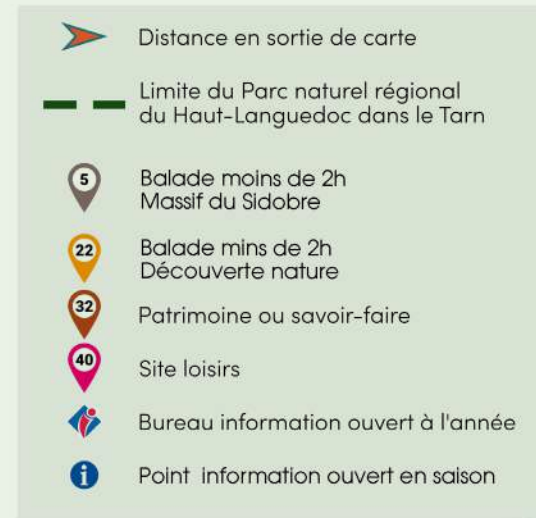 Distance en sortie de carte
Limite du Parc naturel régional
du Haut-Languedoc dans le Tarn
5
Balade moins de 2h
Massif du Sidobre
22
Balade mins de 2h
Découverte nature
32
Patrimoine ou savoir-faire
40
Site loisirs
Bureau information ouvert à l'année
i
Point information ouvert en saison